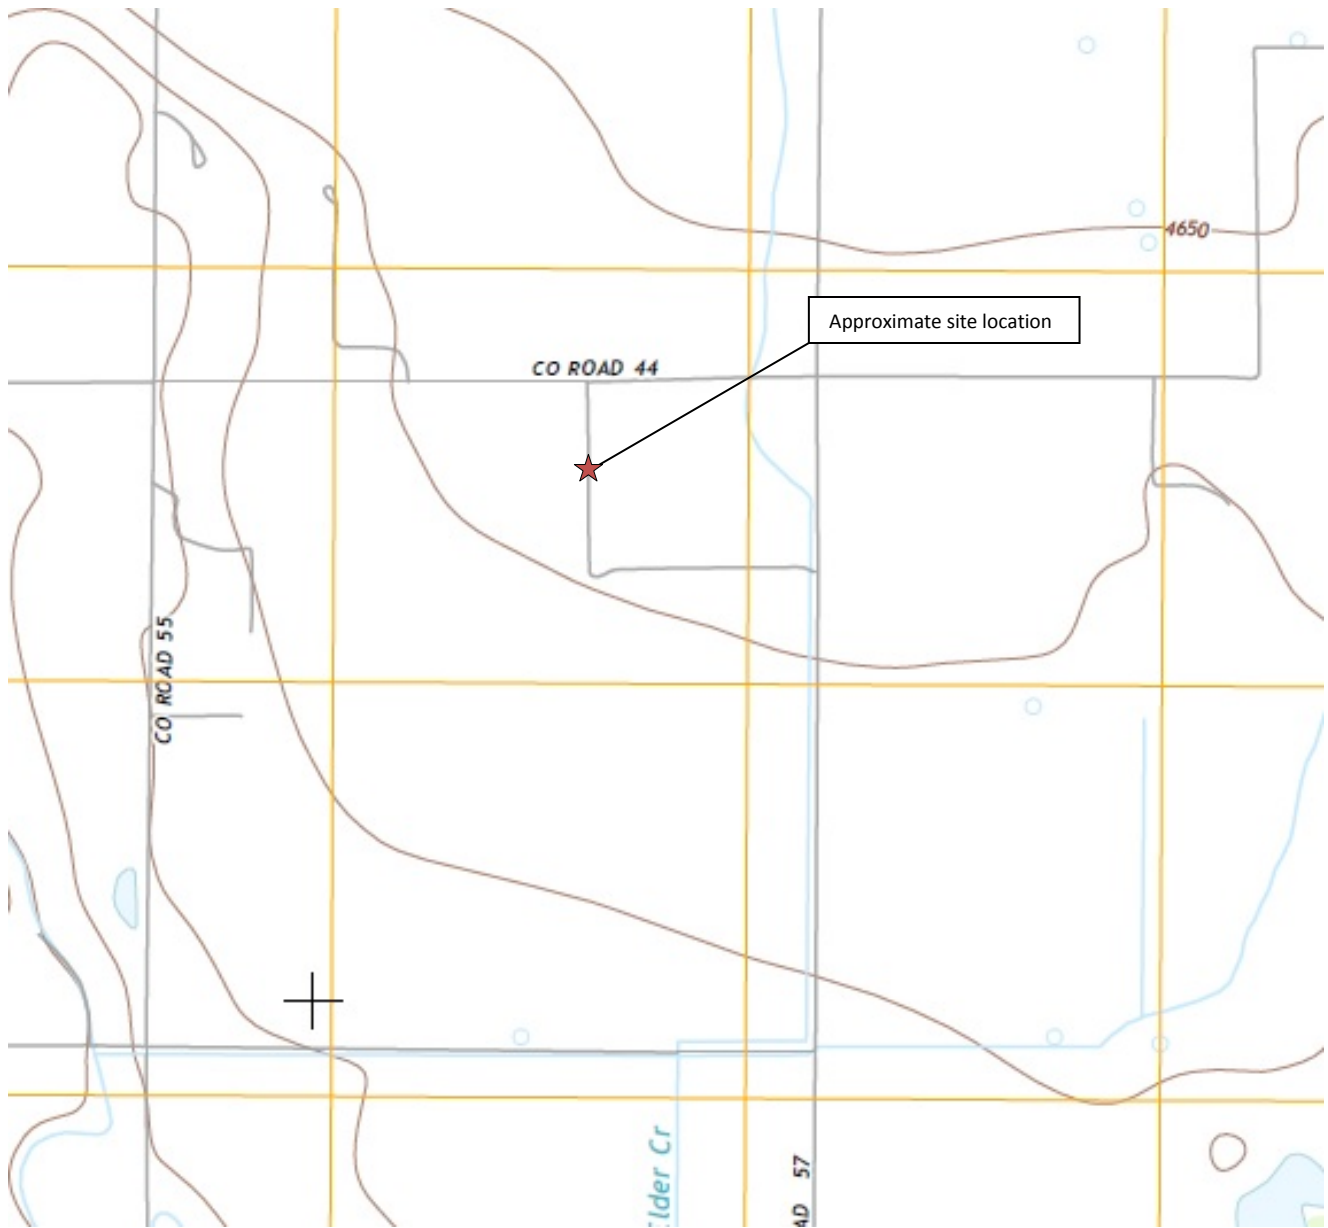 4650
Approximate site location
CO ROAD 44
CO ROAD 55
Elder Cr
AD 57